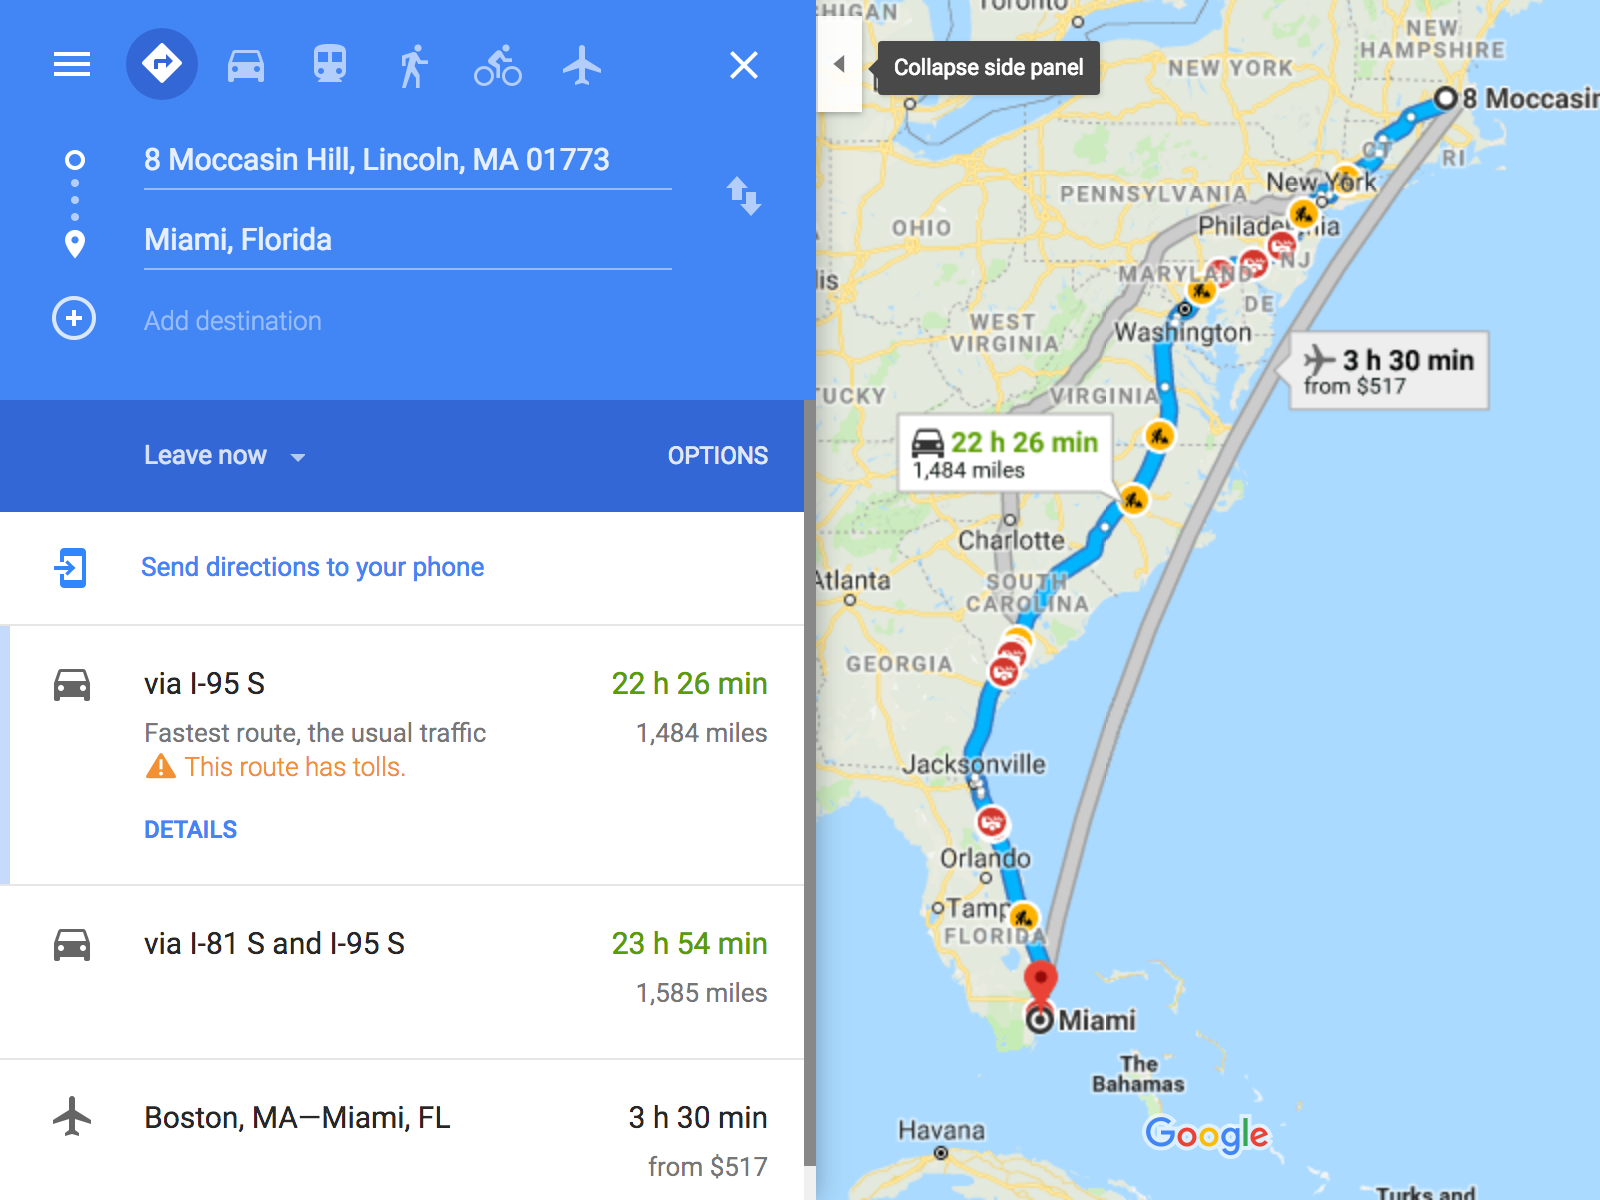 8 Moccasin Hill, Lincoln, MA 01773
Miami, Florida
Add destination
Leave now
OPTIONS
Send directions to your phone
via I-95 S
22 h 26 min
Fastest route, the usual traffic
1,484 miles
This route has tolls.
DETAILS
via I-81 S and I-95 S
23 h 54 min
1,585 miles
Boston, MA—Miami, FL
3 h 30 min
from $517
Collapse side panel
Toronto
NEW
HAMPSHIRE
NEW YORK
8 Moccasin
CT
RI
New York
PENNSYLVANIA
OHIO
NJ
MARYLAND
DE
Washington
WEST
VIRGINIA
3 h 30 min
from $517
VIRGINIA
22 h 26 min
1,484 miles
Charlotte
Atlanta
SOUTH
CAROLINA
GEORGIA
Jacksonville
Orlando
FLORIDA
Miami
The
Bahamas
Google
Havana
Turks and